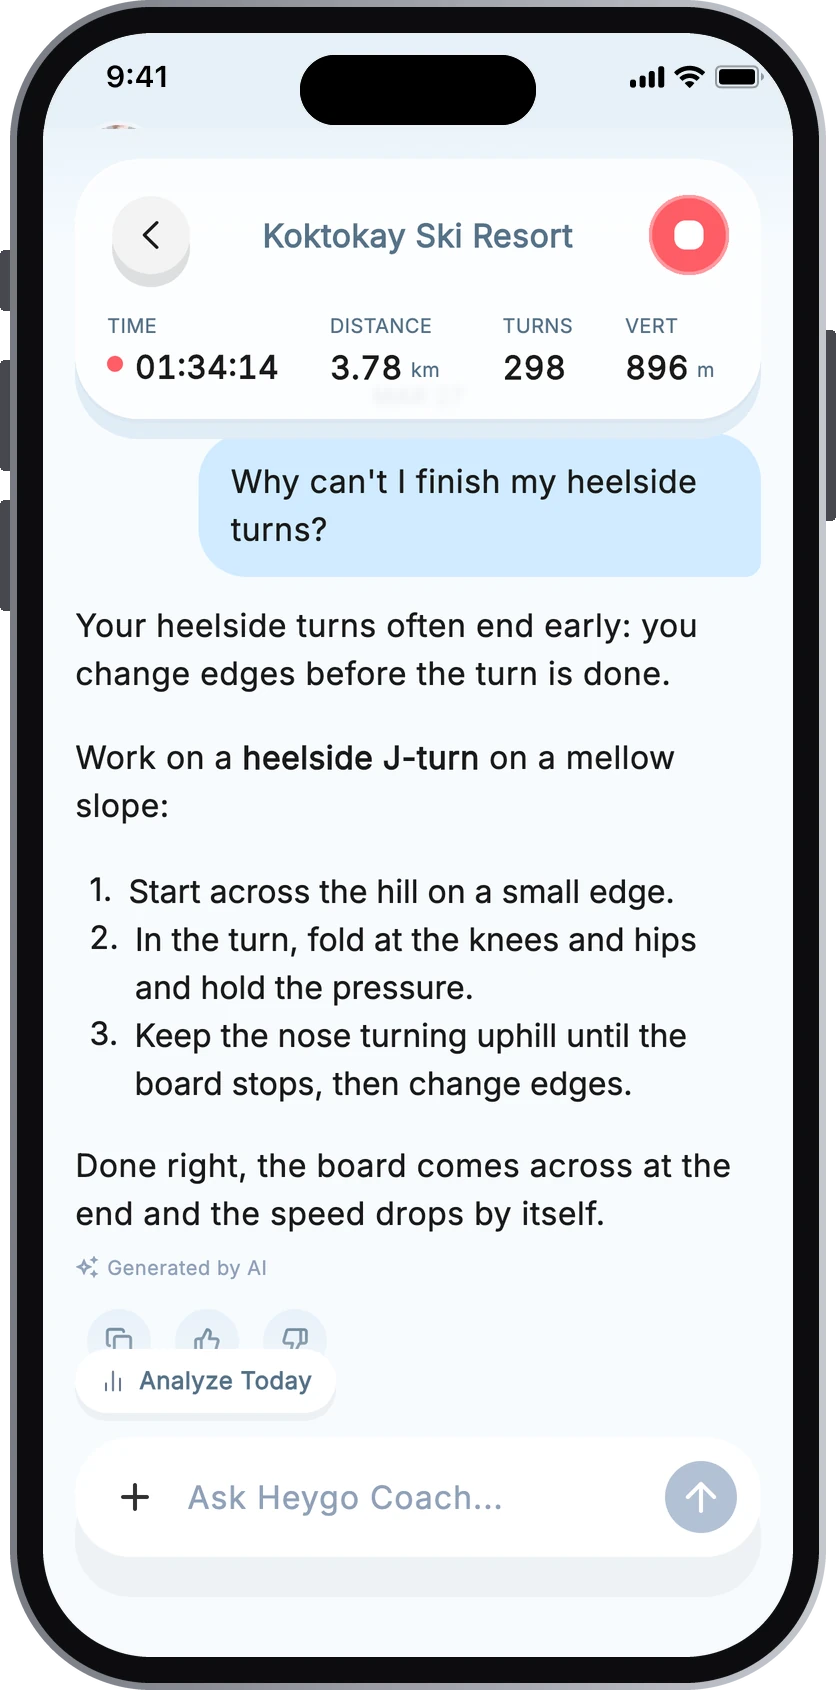 9:41
Koktokay Ski Resort
TIME DISTANCE TURNS VERT
01:34:14 3.78 km 298 896 m
Why can't I finish my heelside
turns?
Your heelside turns often end early: you
change edges before the turn is done.
Work on a heelside J-turn on a mellow
slope:
1. Start across the hill on a small edge.
2. In the turn, fold at the knees and hips
and hold the pressure.
3. Keep the nose turning uphill until the
board stops, then change edges.
Done right, the board comes across at the
end and the speed drops by itself.
Generated by AI
Analyze Today
Ask Heygo Coach...